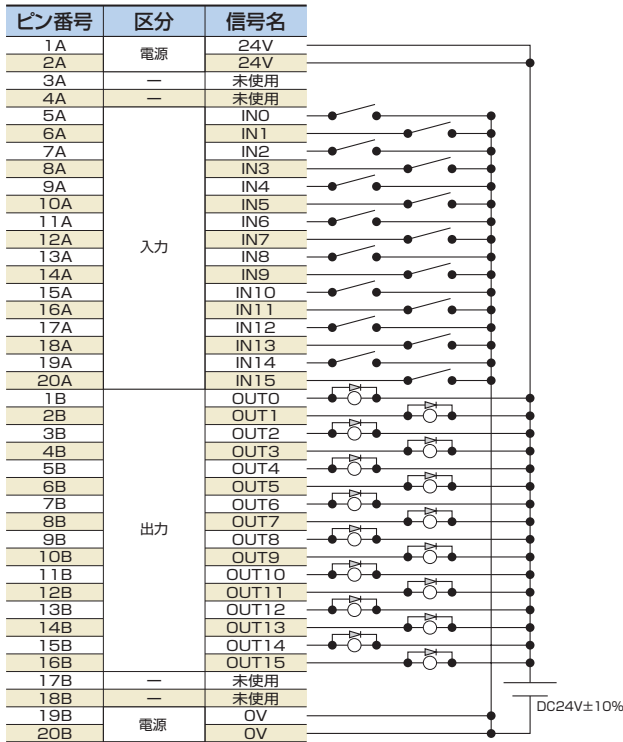 ピン番号 区分 信号名
1A 電源 24V
2A 24V
3A ー 未使用
4A ー 未使用
5A 入力 IN0
6A IN1
7A IN2
8A IN3
9A IN4
10A IN5
11A IN6
12A IN7
13A IN8
14A IN9
15A IN10
16A IN11
17A IN12
18A IN13
19A IN14
20A IN15
1B 出力 OUT0
2B OUT1
3B OUT2
4B OUT3
5B OUT4
6B OUT5
7B OUT6
8B OUT7
9B OUT8
10B OUT9
11B OUT10
12B OUT11
13B OUT12
14B OUT13
15B OUT14
16B OUT15
17B ー 未使用
18B ー 未使用
19B 電源 0V
20B 0V
DC24V±10%